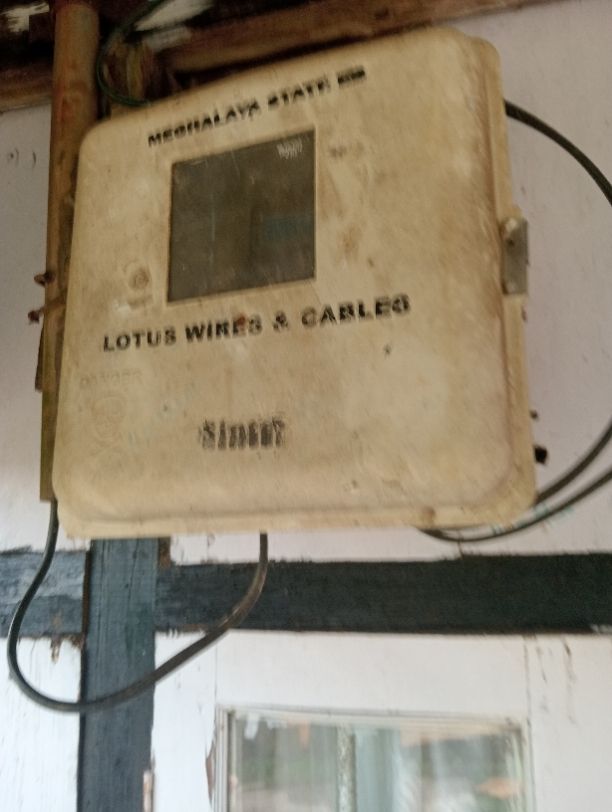 MEGHALAYA STATE
LOTUS WIRES & CABLES